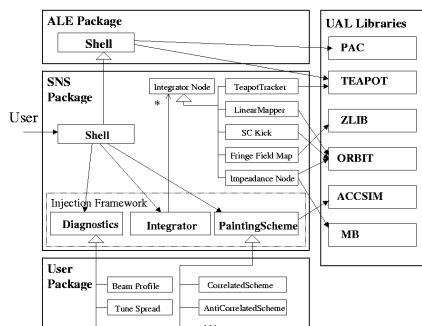 ALE Package
Shell
UAL Libraries
PAC
TEAPOT
ZLIB
ORBIT
ACCSIM
MB
SNS
Package
Integrator Node
*
TeapotTracker
LinearMapper
SC Kick
Fringe Field Map
Impedance Node
User
Shell
Injection Framework
Diagnostics
Integrator
PaintingScheme
User
Package
Beam Profile
Tune Spread
CorrelatedScheme
AntiCorrelatedScheme
...